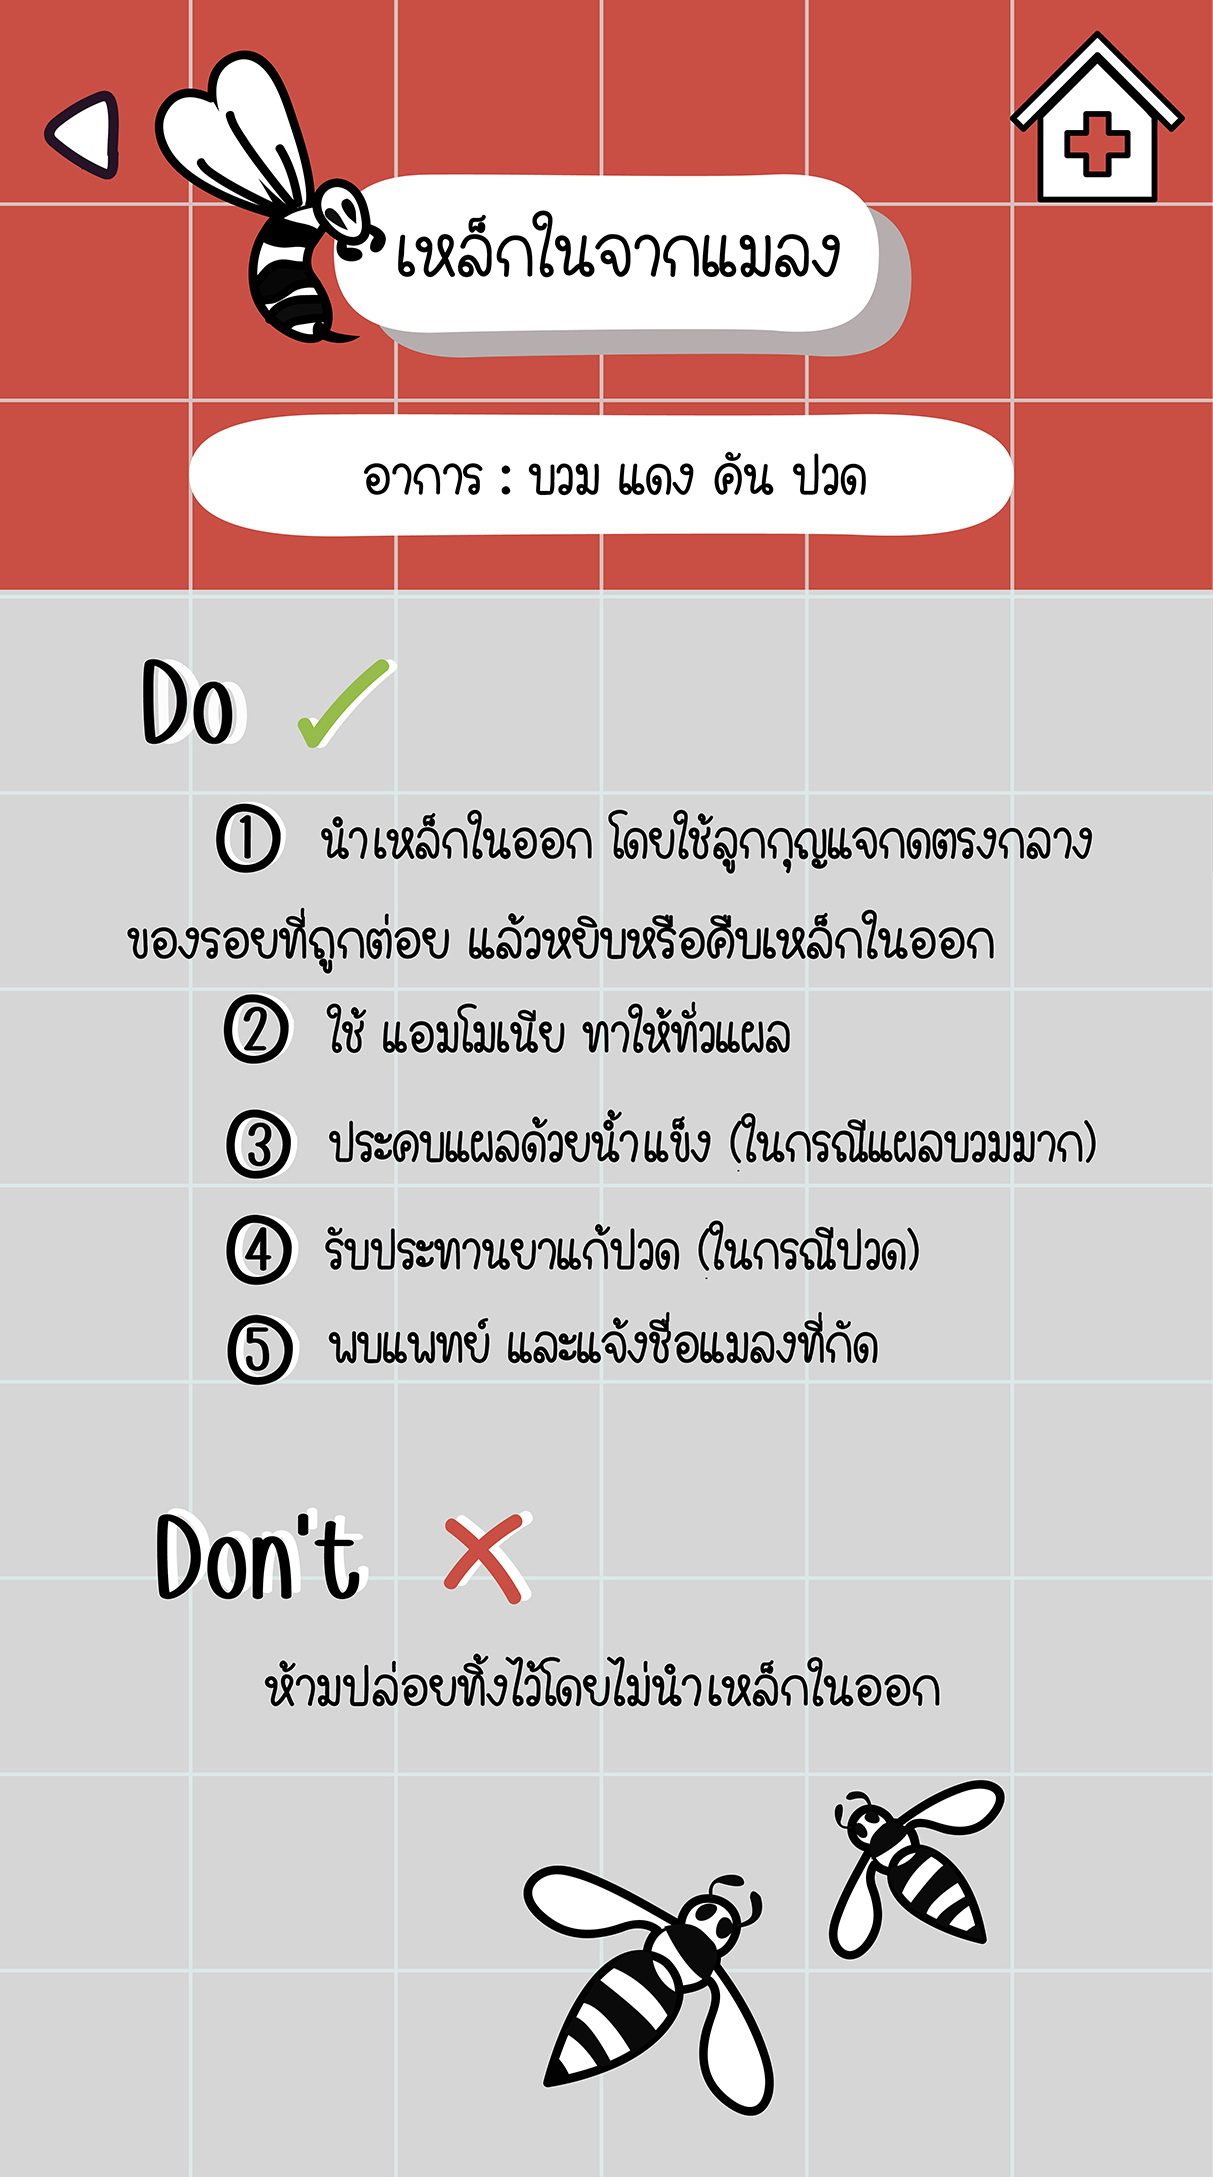 เหล็กในจากแมลง
อาการ : บวม แดง คัน ปวด
Do
1 นำเหล็กในออก โดยใช้ลูกกุญแจกดตรงกลาง
ของรอยที่ถูกต่อย แล้วหยิบหรือคีบเหล็กในออก
2 ใช้ แอมโมเนีย ทาให้ทั่วแผล
3 ประคบแผลด้วยน้ำแข็ง (ในกรณีแผลบวมมาก)
4 รับประทานยาแก้ปวด (ในกรณีปวด)
5 พบแพทย์ และแจ้งชื่อแมลงที่กัด
Don't
ห้ามปล่อยทิ้งไว้โดยไม่นำเหล็กในออก